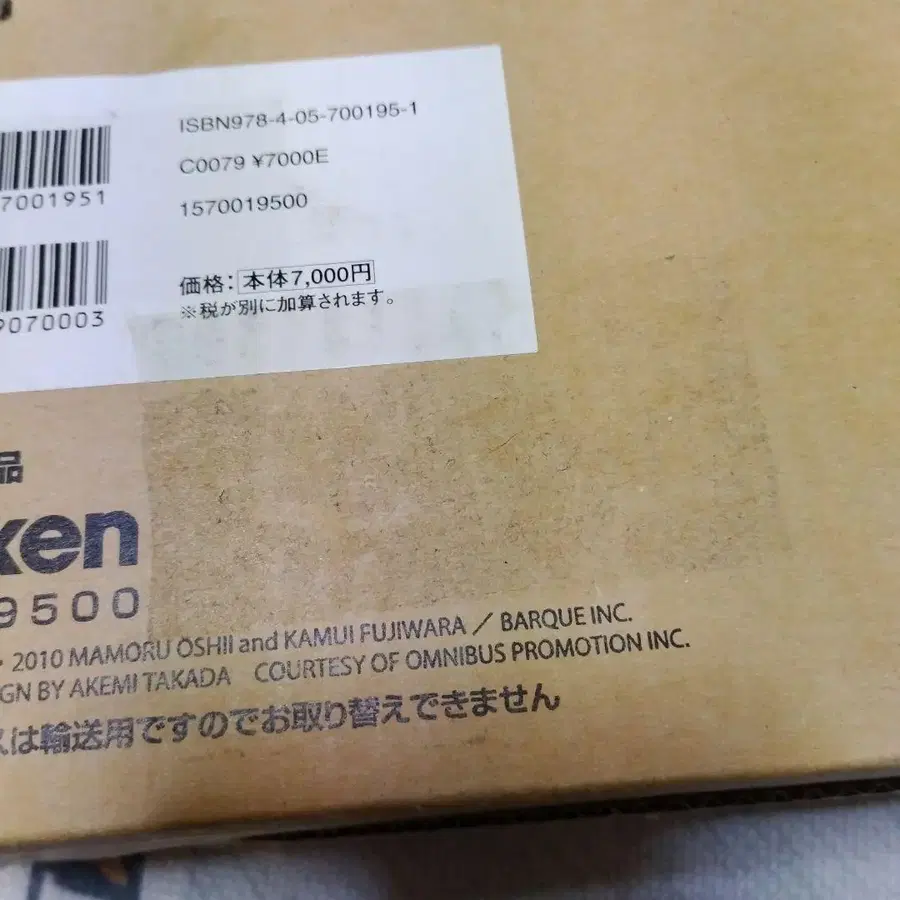 ISBN978-4-05-700195-1
C0079 ¥7000E
1570019500
7001951
9070003
価格：本体7,000円
※税が別に加算されます。
品
ken
9500
・2010 MAMORU OSHII and KAMUI FUJIWARA / BARQUE INC.
GN BY AKEMI TAKADA COURTESY OF OMNIBUS PROMOTION INC.
スは輸送用ですのでお取り替えできません